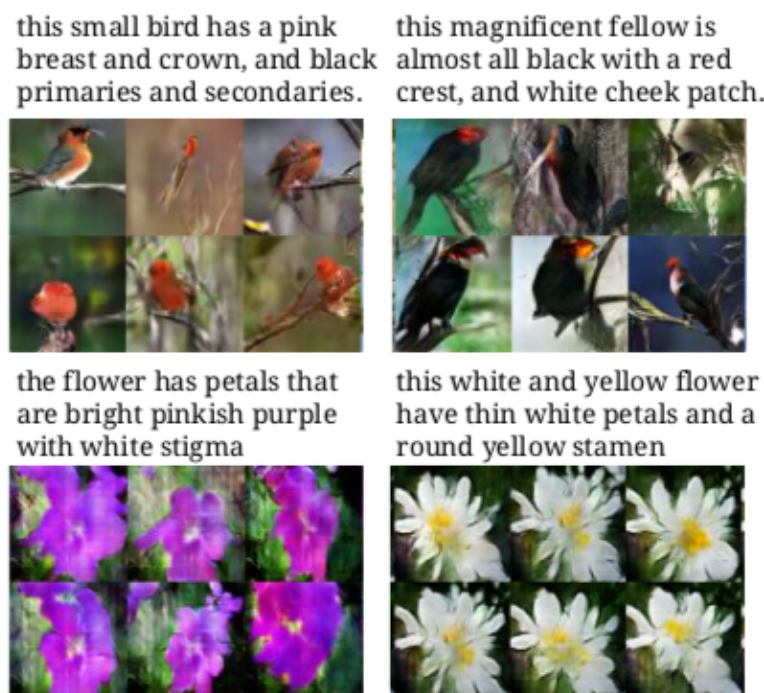 this small bird has a pink
breast and crown, and black
primaries and secondaries.
this magnificent fellow is
almost all black with a red
crest, and white cheek patch.
the flower has petals that
are bright pinkish purple
with white stigma
this white and yellow flower
have thin white petals and a
round yellow stamen